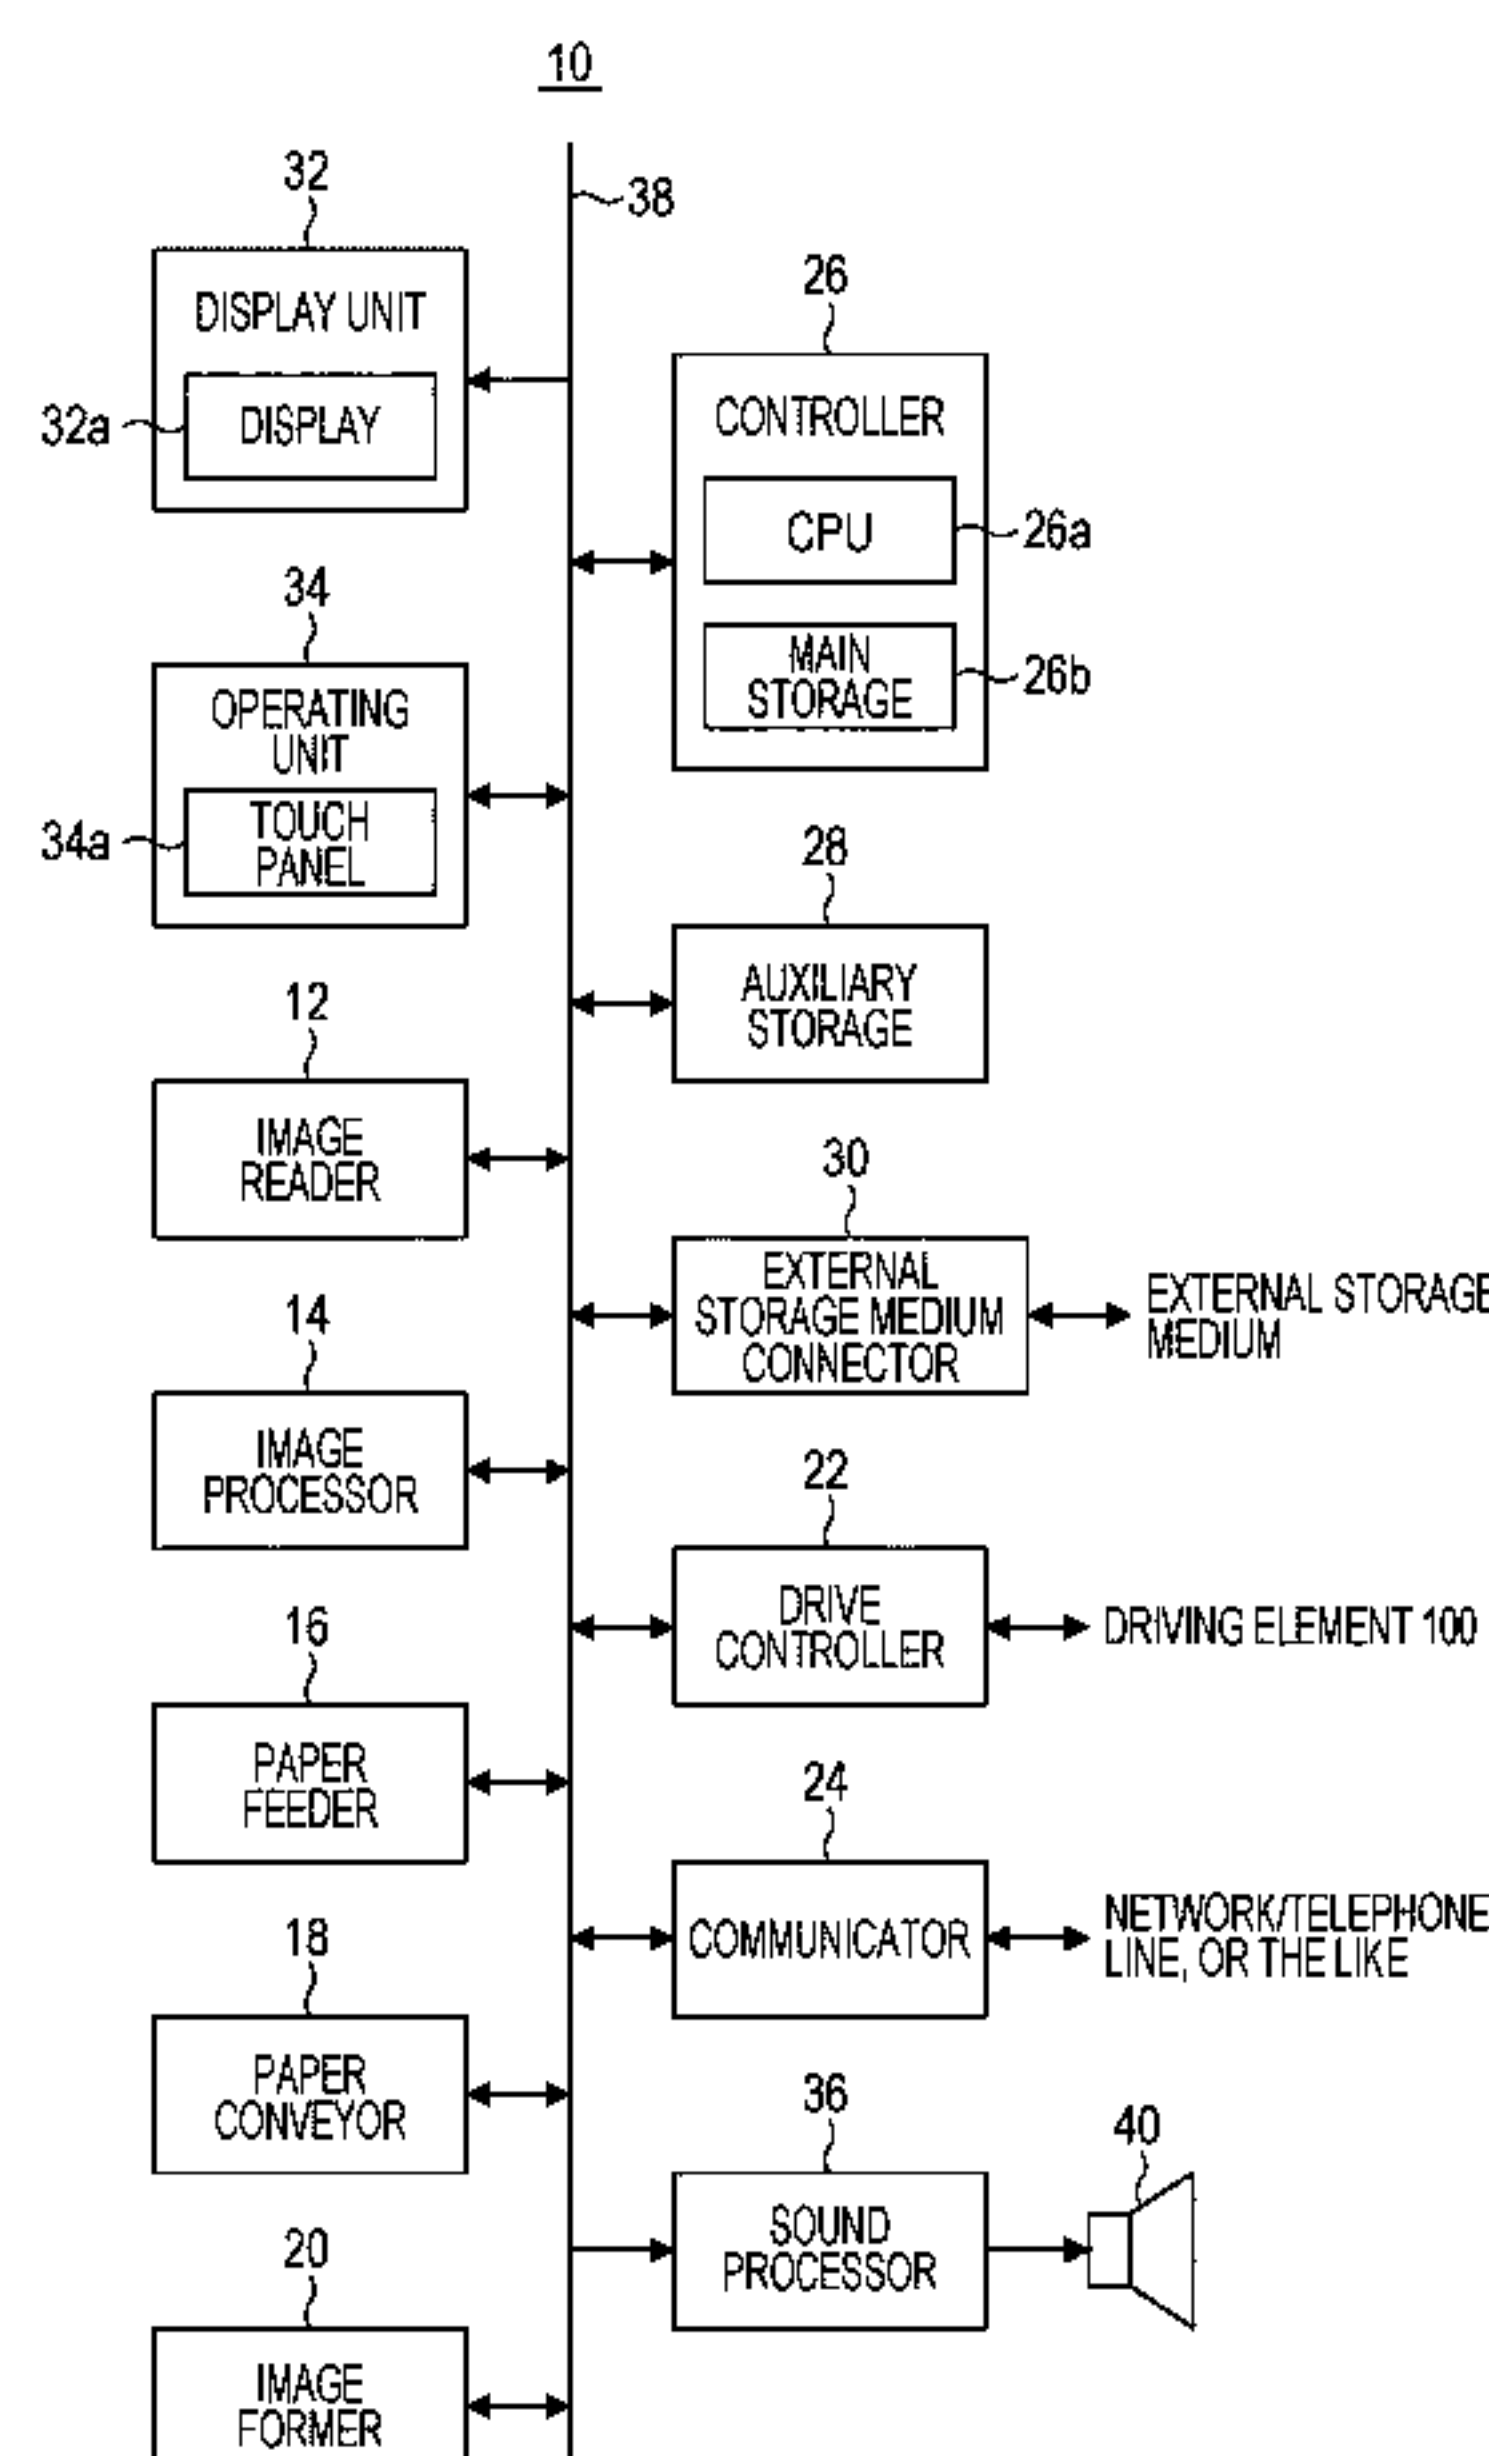 10
38
32
DISPLAY UNIT
32a
DISPLAY
26
CONTROLLER
CPU
26a
MAIN
STORAGE
26b
34
OPERATING
UNIT
34a
TOUCH
PANEL
28
AUXILIARY
STORAGE
12
IMAGE
READER
30
EXTERNAL
STORAGE MEDIUM
CONNECTOR
EXTERNAL STORAGE
MEDIUM
14
IMAGE
PROCESSOR
22
DRIVE
CONTROLLER
DRIVING ELEMENT 100
16
PAPER
FEEDER
24
COMMUNICATOR
NETWORK/TELEPHONE
LINE, OR THE LIKE
18
PAPER
CONVEYOR
36
SOUND
PROCESSOR
40
20
IMAGE
FORMER